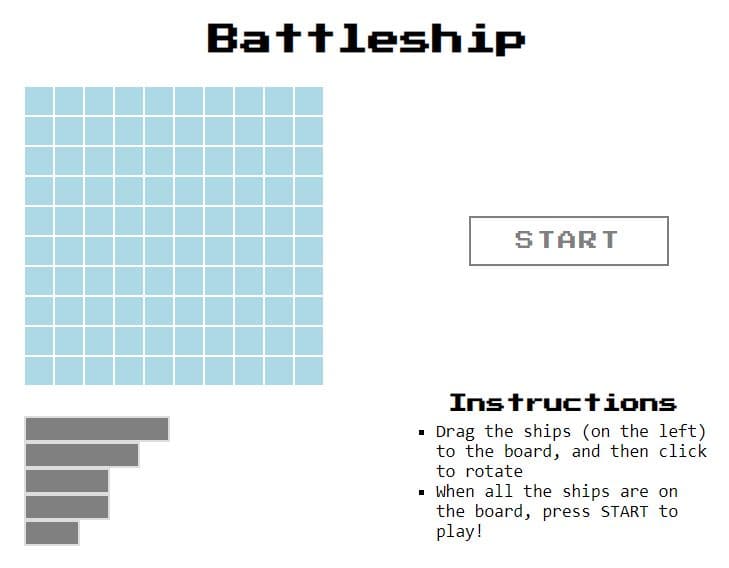 Battleship
START
Instructions
Drag the ships (on the left)
to the board, and then click
to rotate
When all the ships are on
the board, press START to
play!